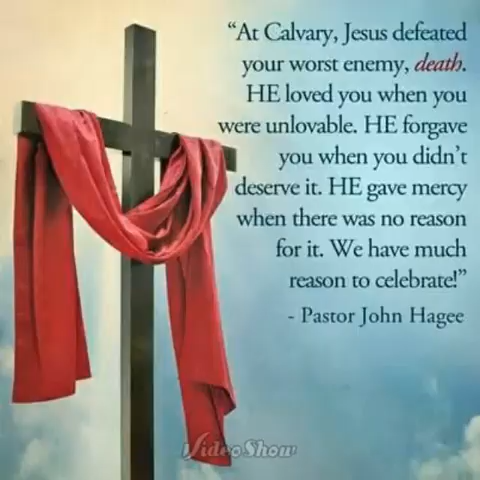 “At Calvary, Jesus defeated
your worst enemy, death.
HE loved you when you
were unlovable. HE forgave
you when you didn’t
deserve it. HE gave mercy
when there was no reason
for it. We have much
reason to celebrate!”
- Pastor John Hagee
VideoShow